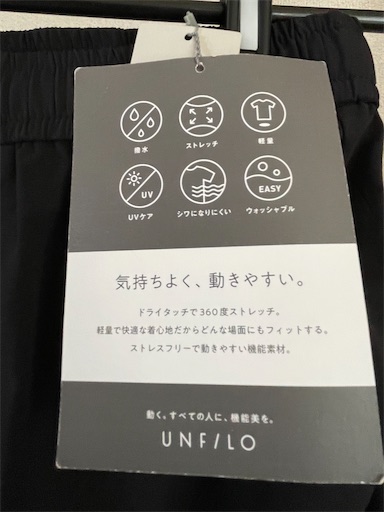 撥水
ストレッチ
軽量
UV
EASY
UVケア
シワになりにくい
ウォッシャブル
気持ちよく、動きやすい。
ドライタッチで360度ストレッチ。
軽量で快適な着心地だからどんな場面にもフィットする。
ストレスフリーで動きやすい機能素材。
動く、すべての人に、機能美を。
UNF/LO